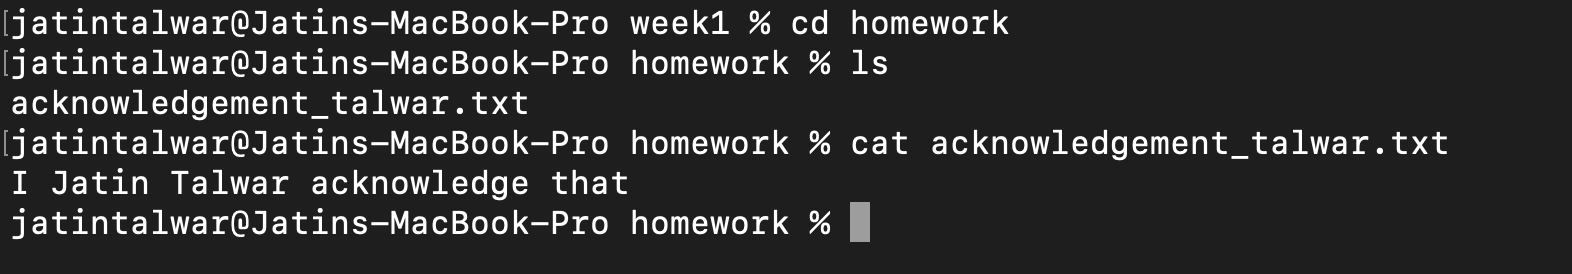 [jatintalwar@Jatins-MacBook-Pro week1 % cd homework
[jatintalwar@Jatins-MacBook-Pro homework % ls
acknowledgement_talwar.txt
[jatintalwar@Jatins-MacBook-Pro homework % cat acknowledgement_talwar.txt
I Jatin Talwar acknowledge that
jatintalwar@Jatins-MacBook-Pro homework %